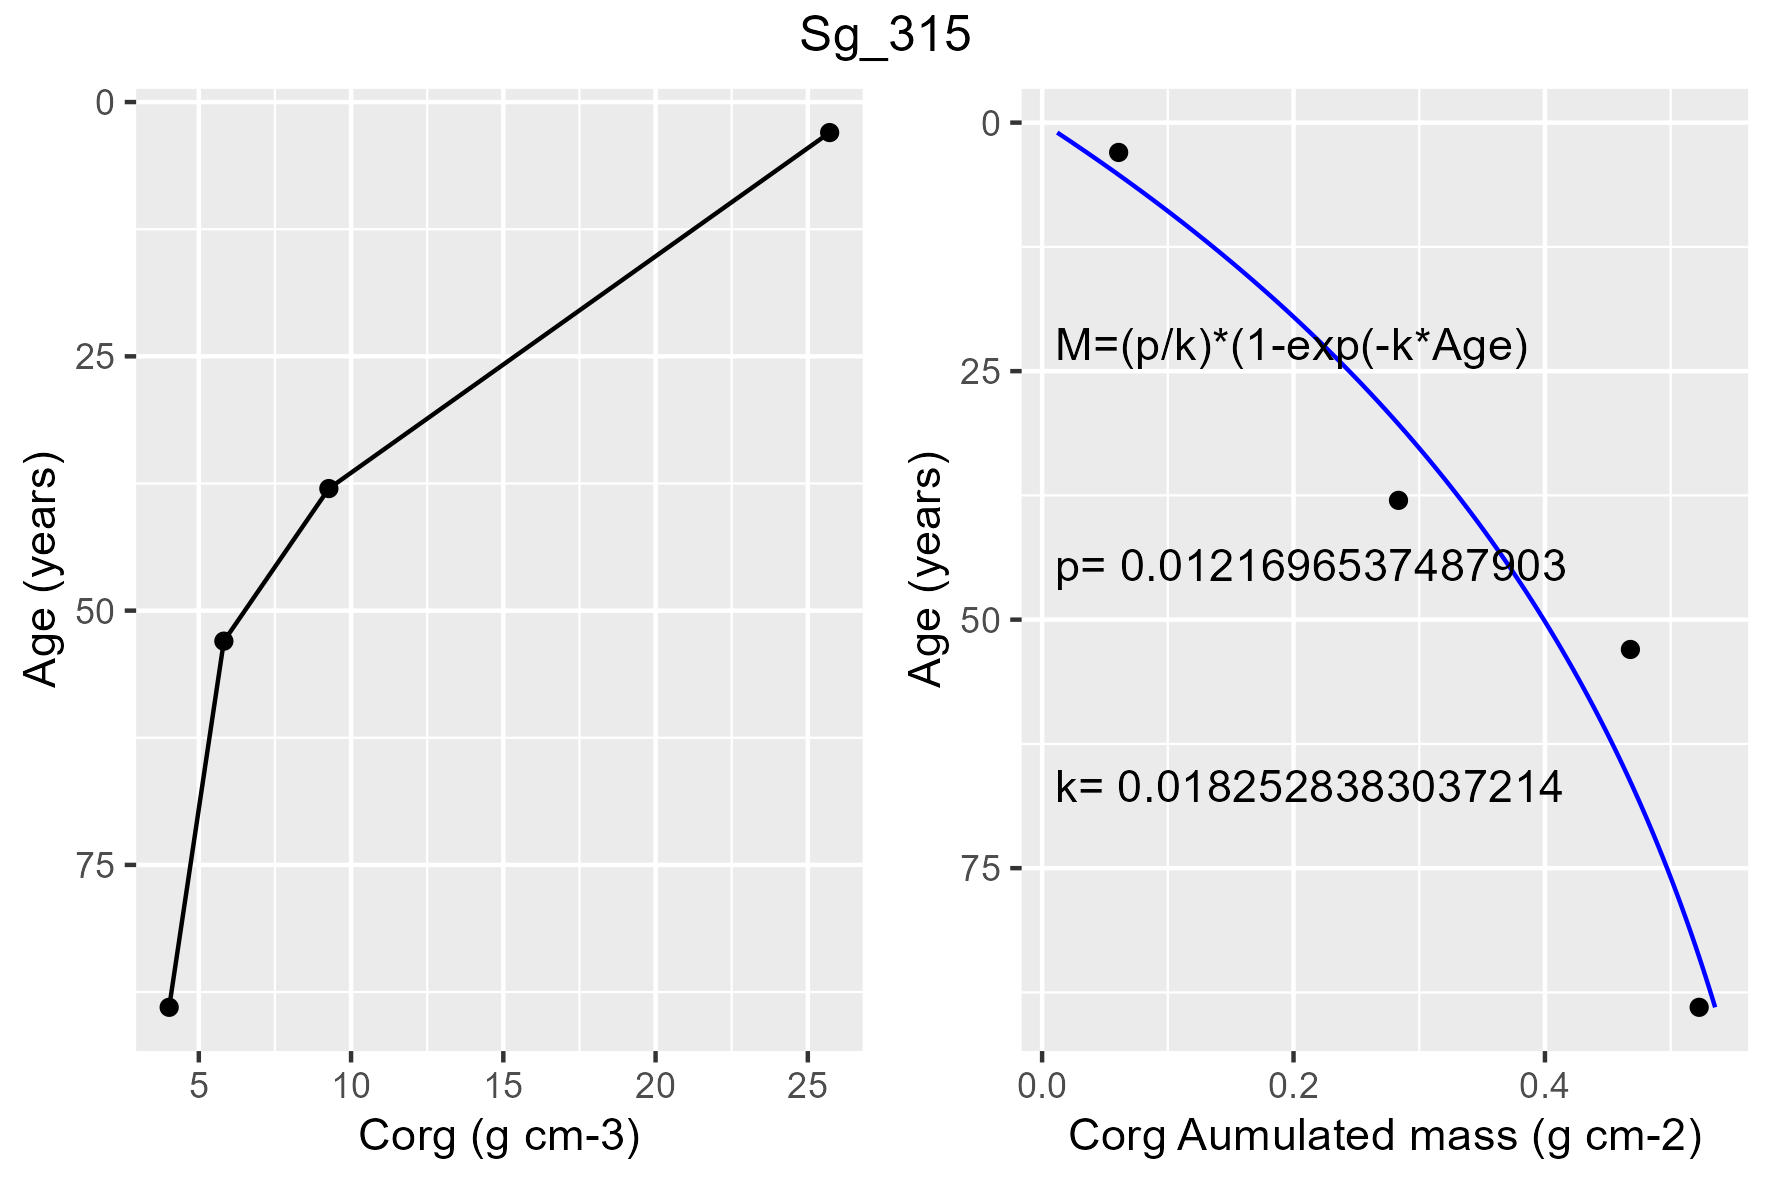 Sg_315
0
25
50
75
Age (years)
5
10
15
20
25
Corg (g cm-3)
0
25
50
75
Age (years)
M=(p/k)*(1-exp(-k*Age)
p= 0.0121696537487903
k= 0.0182528383037214
0.0
0.2
0.4
Corg Aumulated mass (g cm-2)